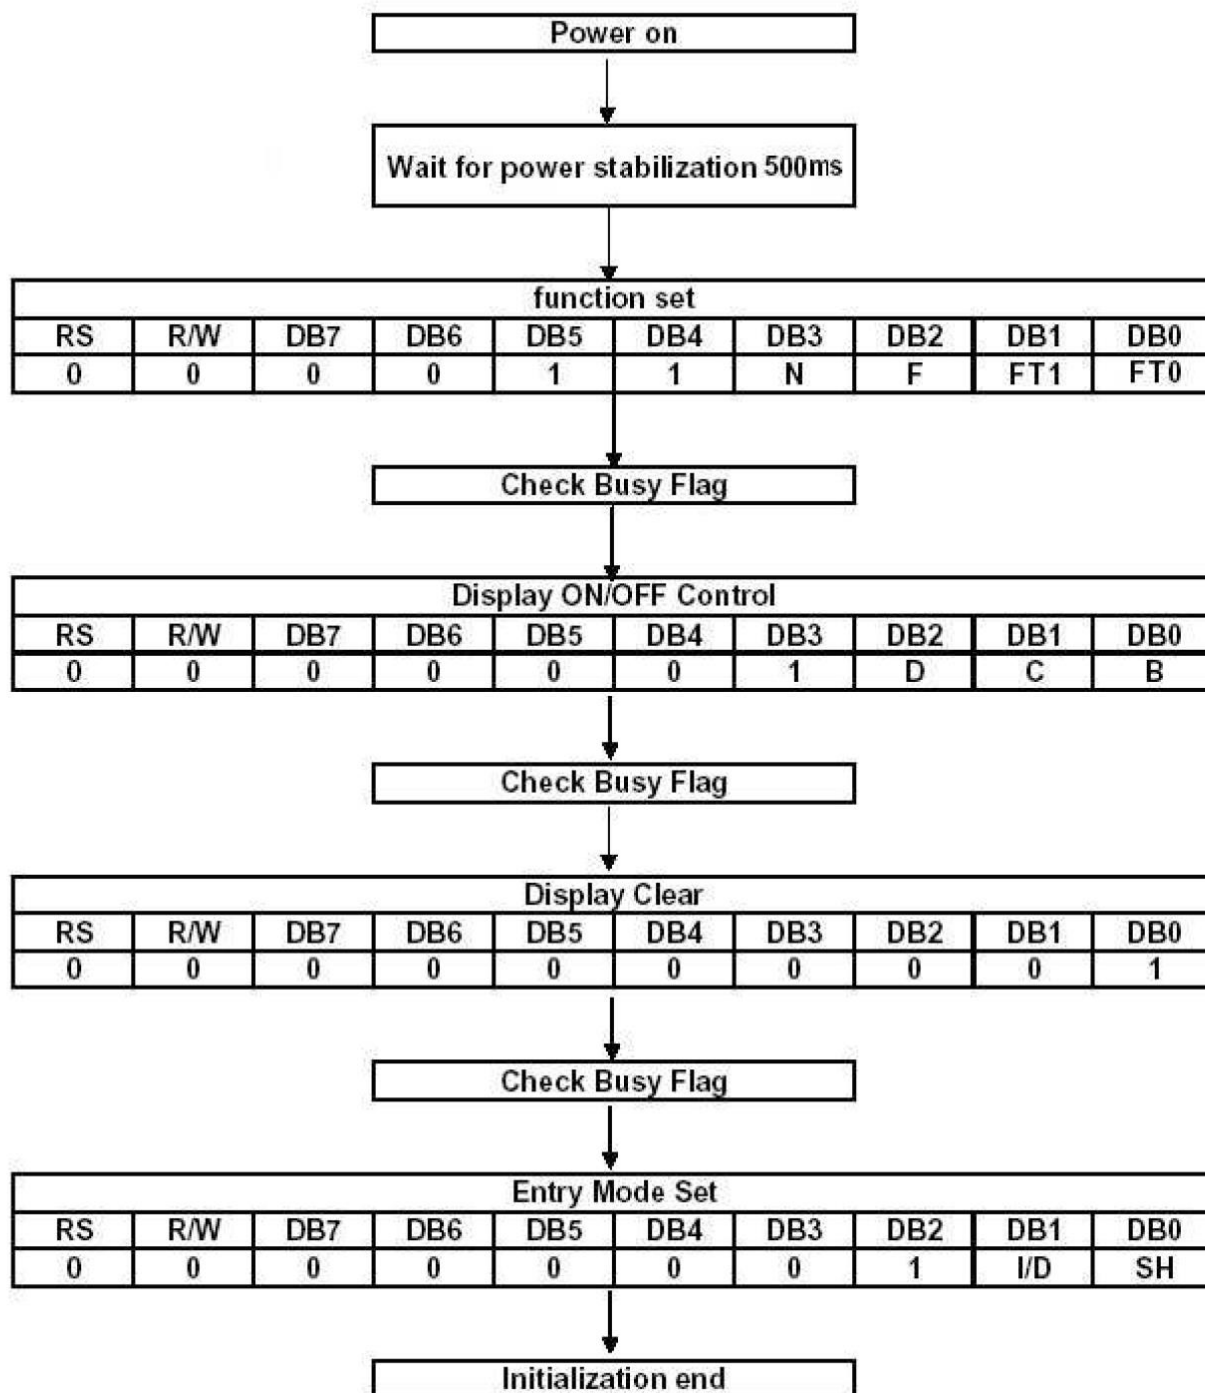 Power on
Wait for power stabilization 500ms
function set
RS R/W DB7 DB6 DB5 DB4 DB3 DB2 DB1 DB0
0 0 0 0 1 1 N F FT1 FT0
Check Busy Flag
Display ON/OFF Control
RS R/W DB7 DB6 DB5 DB4 DB3 DB2 DB1 DB0
0 0 0 0 0 0 1 D C B
Check Busy Flag
Display Clear
RS R/W DB7 DB6 DB5 DB4 DB3 DB2 DB1 DB0
0 0 0 0 0 0 0 0 0 1
Check Busy Flag
Entry Mode Set
RS R/W DB7 DB6 DB5 DB4 DB3 DB2 DB1 DB0
0 0 0 0 0 0 0 1 I/D SH
Initialization end